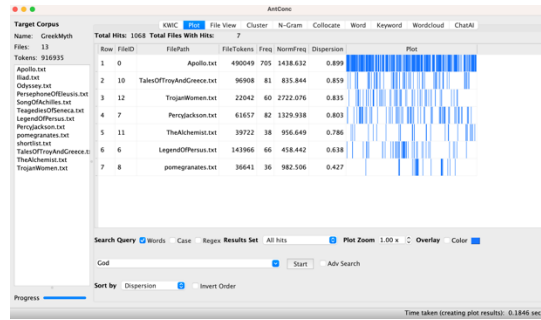 AntConc
Target Corpus
Name: GreekMyth
Files: 13
Tokens: 916935
Apollo.txt
Iliad.txt
Odyssey.txt
PersephoneOfEleusis.txt
SongOfAchilles.txt
TeagediesOfSeneca.txt
LegendOfPersus.txt
PercyJackson.txt
pomegranates.txt
shortlist.txt
TalesOfTroyAndGreece.t:
TheAlchemist.txt
TrojanWomen.txt
Progress
KWIC Plot File View Cluster N-Gram Collocate Word Keyword Wordcloud ChatAI
Total Hits: 1068 Total Files With Hits: 7
Row FileID FilePath FileTokens Freq NormFreq Dispersion Plot
1 0 Apollo.txt 490049 705 1438.632 0.899
2 10 TalesOfTroyAndGreece.txt 96908 81 835.844 0.859
3 12 TrojanWomen.txt 22042 60 2722.076 0.835
4 7 PercyJackson.txt 61657 82 1329.938 0.803
5 11 TheAlchemist.txt 39722 38 956.649 0.786
6 6 LegendOfPersus.txt 143966 66 458.442 0.638
7 8 pomegranates.txt 36641 36 982.506 0.427
Search Query Words Case Regex Results Set All hits Plot Zoom 1.00 x Overlay Color
God Start Adv Search
Sort by Dispersion Invert Order
Time taken (creating plot results): 0.1846 sec